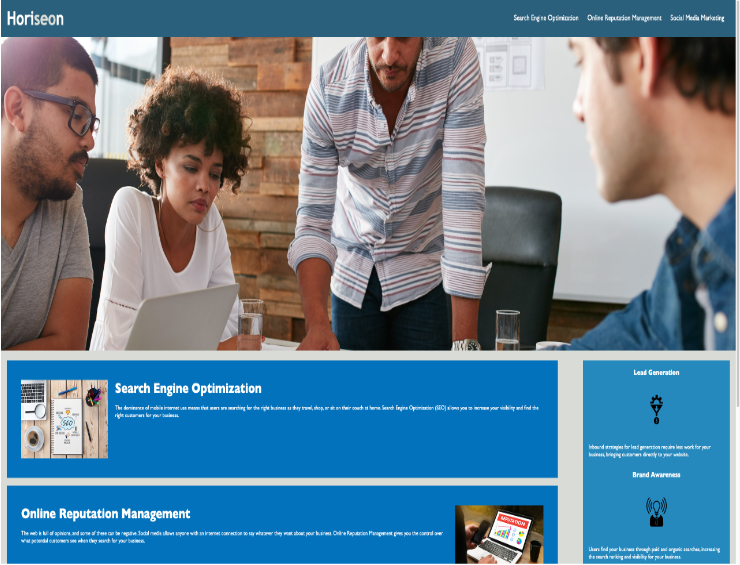 Horiseon
Search Engine Optimization
Online Reputation Management
Social Media Marketing
SEO
Search Engine Optimization
The dominance of mobile internet use means that users are searching for the right business as they travel, shop, or sit on their couch at home. Search Engine Optimization (SEO) allows you to increase your visibility and find the
right customers for your business.
Online Reputation Management
The web is full of opinions, and some of these can be negative. Social media allows anyone with an internet connection to say whatever they want about your business. Online Reputation Management gives you the control over
what potential customers see when they search for your business.
REPUTATION
Lead Generation
Inbound strategies for lead generation require less work for your
business, bringing customers directly to your website.
Brand Awareness
Users find your business through paid and organic searches, increasing
the search ranking and visibility for your business.